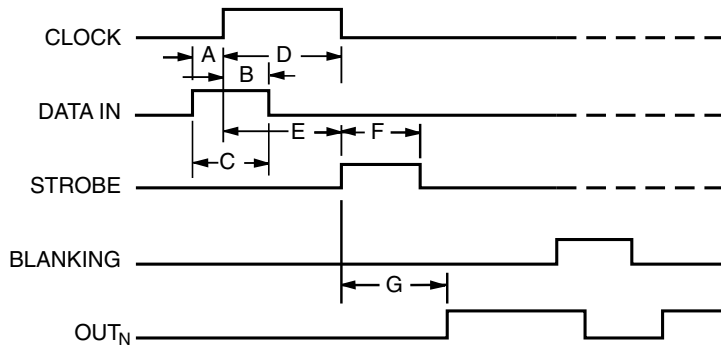 CLOCK
A D
B
DATA IN
E F
C
STROBE
BLANKING
G
OUTN